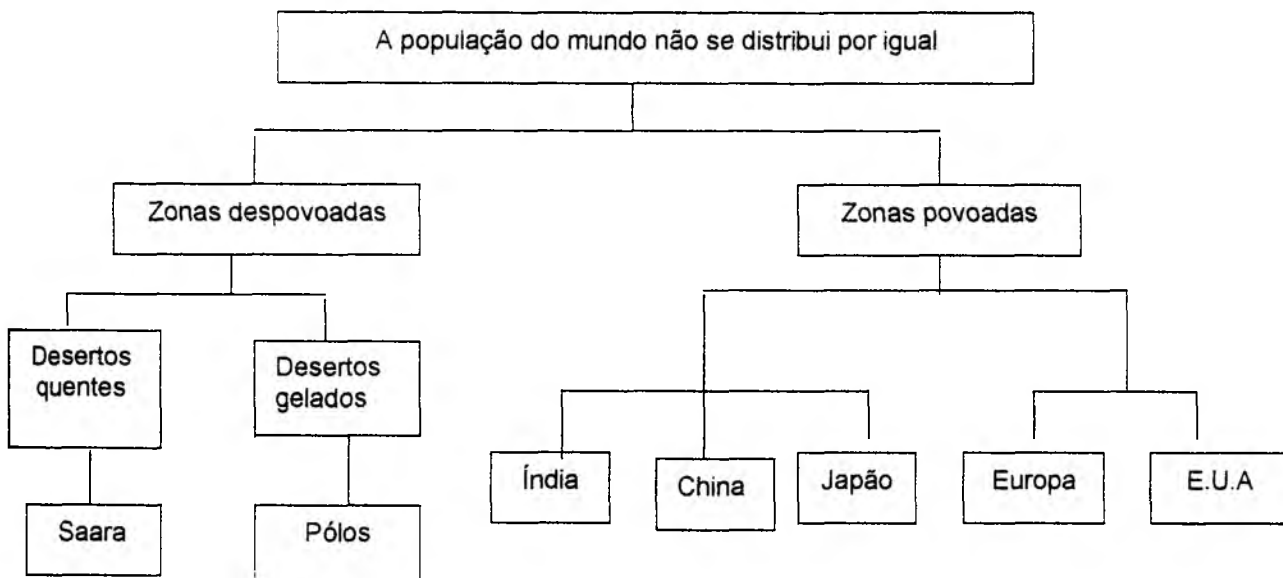 A população do mundo não se distribui por igual
Zonas despovoadas
Zonas povoadas
Desertos
quentes
Desertos
gelados
Índia
China
Japão
Europa
E.U.A
Saara
Pólos